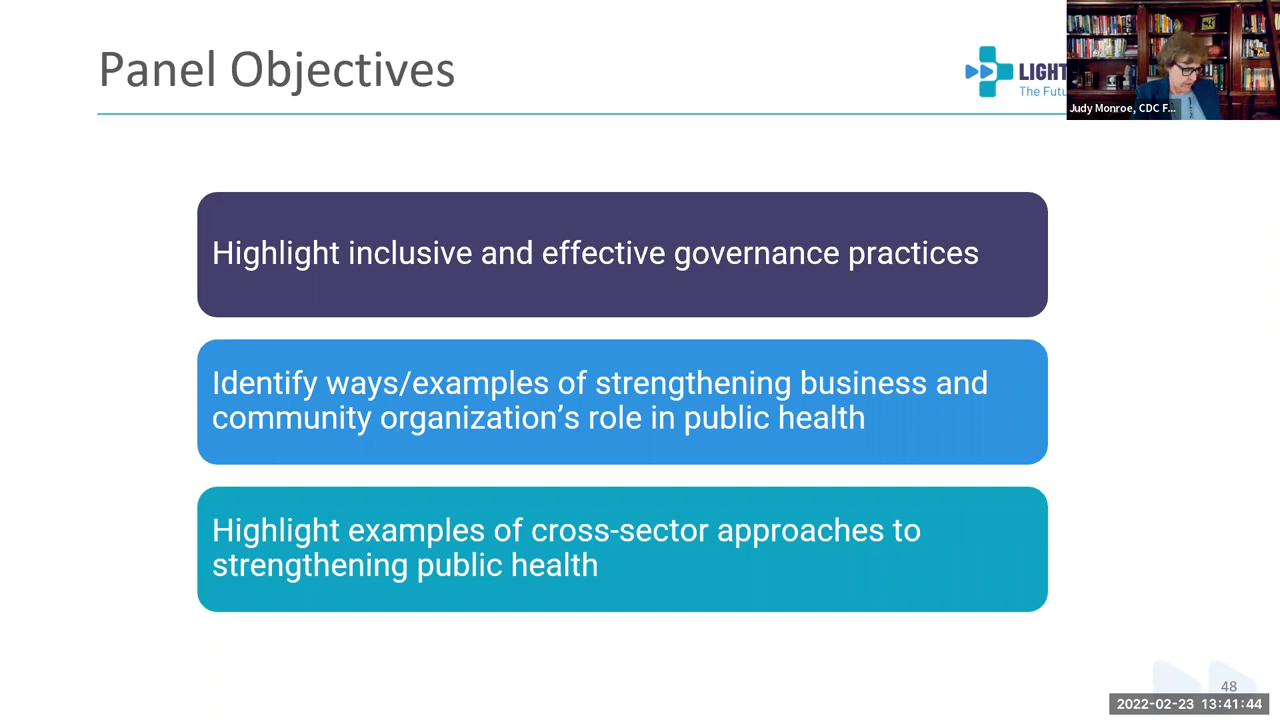 Panel Objectives
LIGHT
The
Judy Monroe, CDC F...
Highlight inclusive and effective governance practices
Identify ways/examples of strengthening business and
community organization’s role in public health
Highlight examples of cross-sector approaches to
strengthening public health
48
2022-02-23 13:41:44